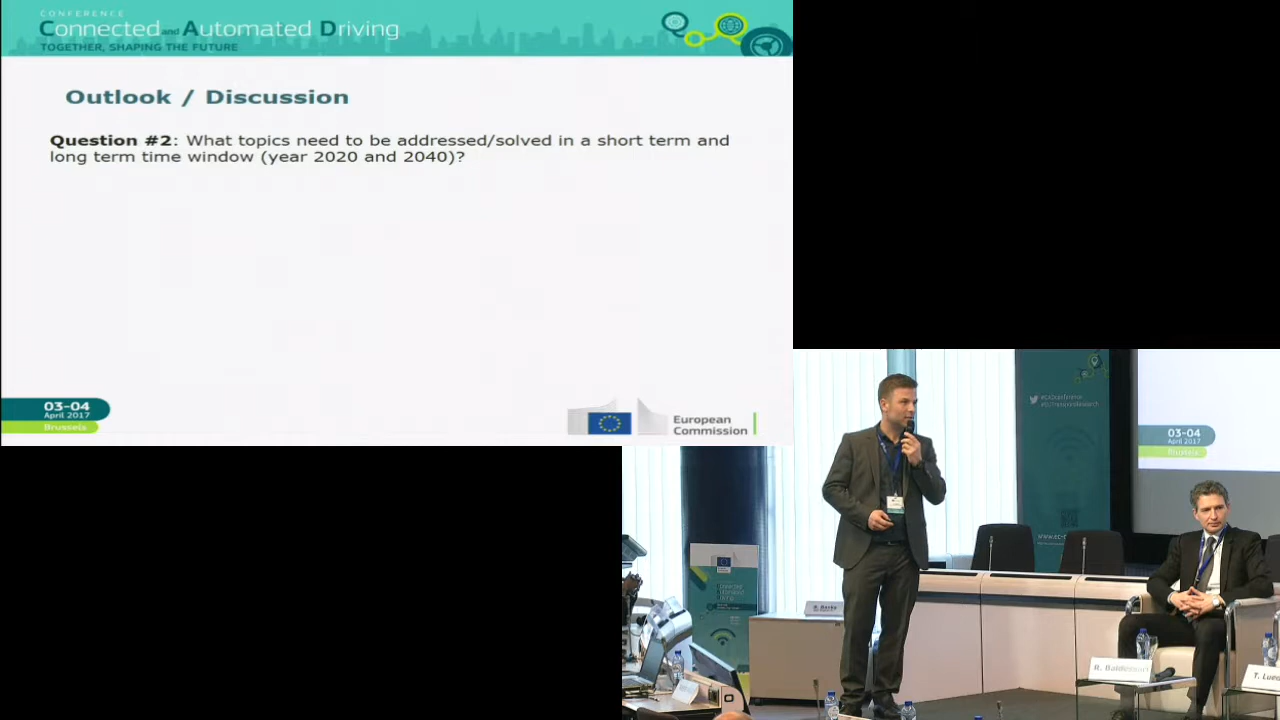 CONFERENCE
Connected and Automated Driving
TOGETHER, SHAPING THE FUTURE
Outlook / Discussion
Question #2: What topics need to be addressed/solved in a short term and
long term time window (year 2020 and 2040)?
03-04
April 2017
Brussels
European
Commission
03-04
April 2017
Brussels